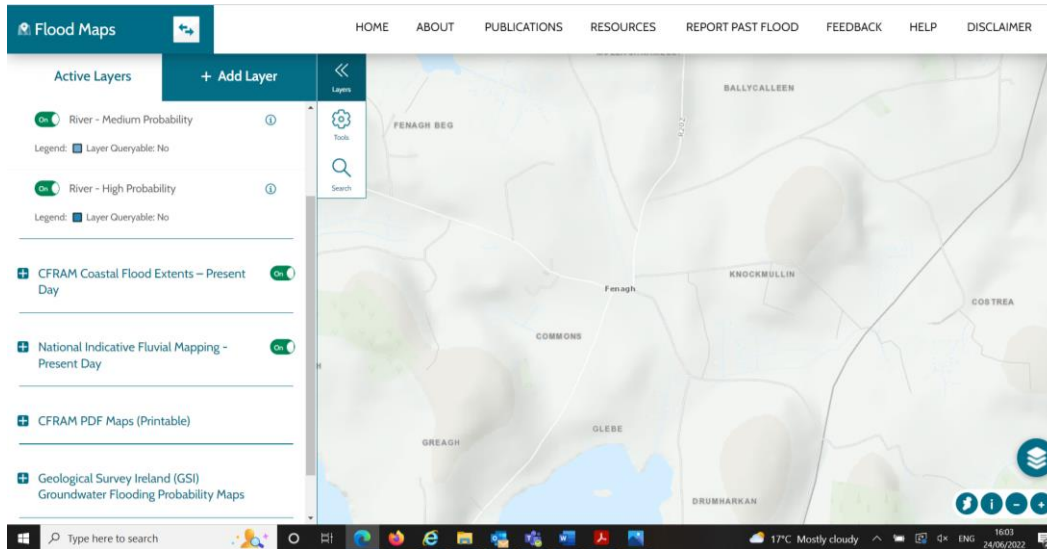 Flood Maps
HOME ABOUT PUBLICATIONS RESOURCES REPORT PAST FLOOD FEEDBACK HELP DISCLAIMER
Active Layers
+ Add Layer
Layers
Tools
Search
River - Medium Probability
Legend: Layer Queryable: No
River - High Probability
Legend: Layer Queryable: No
CFRAM Coastal Flood Extents – Present
Day
On
National Indicative Fluvial Mapping -
Present Day
On
CFRAM PDF Maps (Printable)
Geological Survey Ireland (GSI)
Groundwater Flooding Probability Maps
BALLYCALLEEN
FENAGH BEG
R202
KNOCKMULLIN
Fenagh
COSTREA
COMMONS
GLEBE
GREAGH
DRUMHARKAN
Type here to search
17°C Mostly cloudy
ENG
16:03
24/06/2022